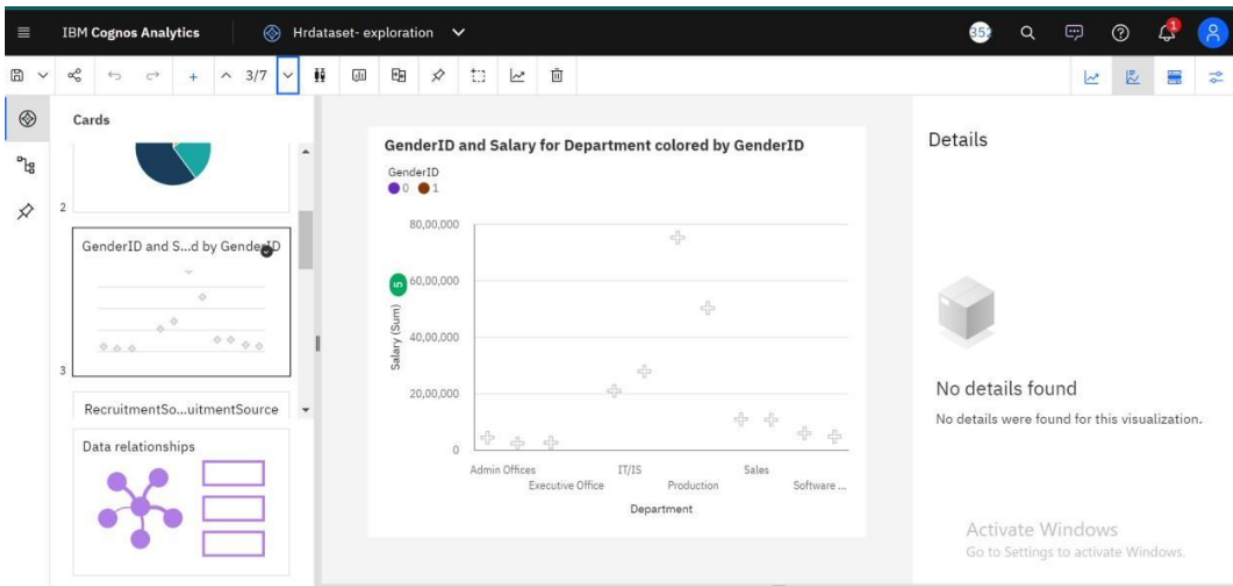 IBM Cognos Analytics
Hrdataset- exploration
352
1
3/7
Cards
2
GenderID and S...d by GenderID
3
RecruitmentSo...uitmentSource
Data relationships
GenderID and Salary for Department colored by GenderID
GenderID
0 1
80,00,000
60,00,000
40,00,000
20,00,000
0
5
Salary (Sum)
Admin Offices
IT/IS
Sales
Executive Office
Production
Software ...
Department
Details
No details found
No details were found for this visualization.
Activate Windows
Go to Settings to activate Windows.